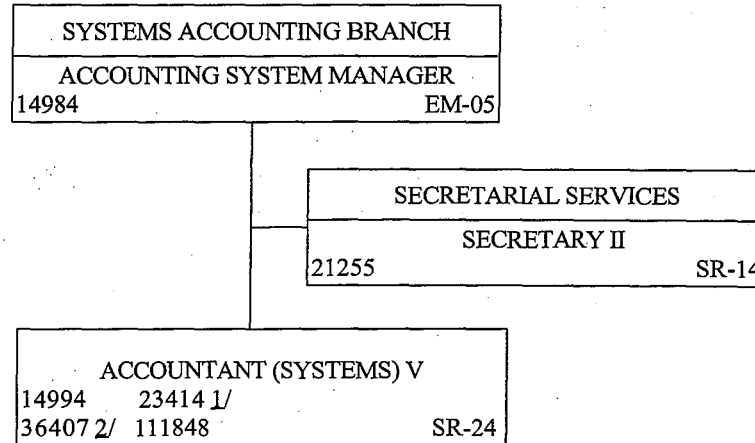 SYSTEMS ACCOUNTING BRANCH
ACCOUNTING SYSTEM MANAGER
14984 EM-05
SECRETARIAL SERVICES
SECRETARY II
21255 SR-14
ACCOUNTANT (SYSTEMS) V
14994 23414 1/
36407 2/ 111848 SR-24